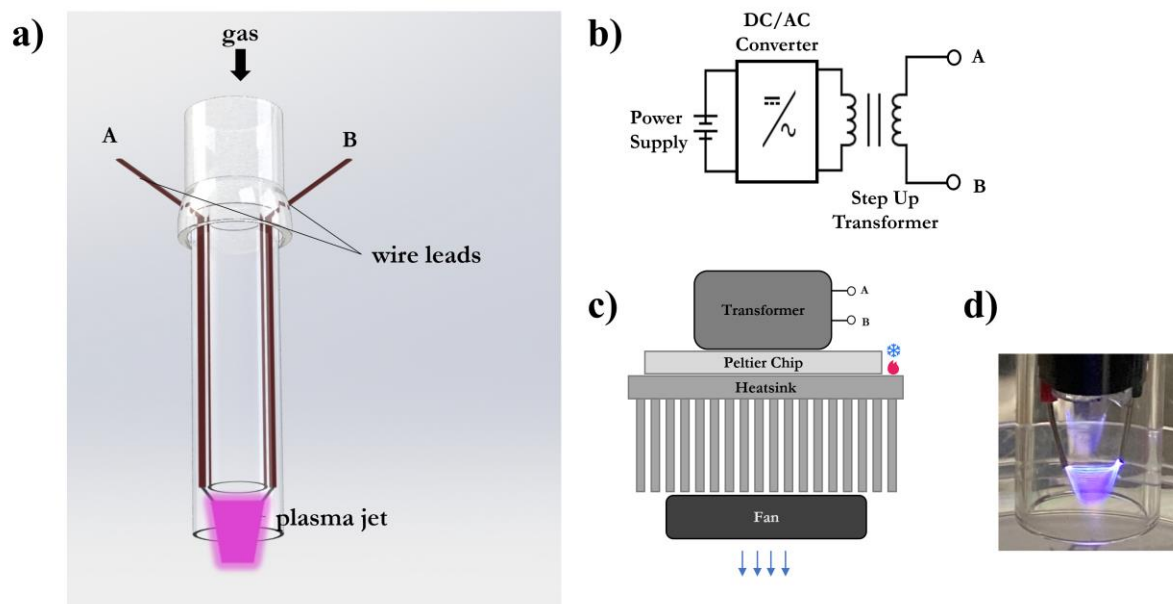 a)
gas
A
B
wire leads
plasma jet
b)
DC/AC
Converter
Power
Supply
A
B
Step Up
Transformer
c)
Transformer
A
B
Peltier Chip
Heatsink
Fan
d)